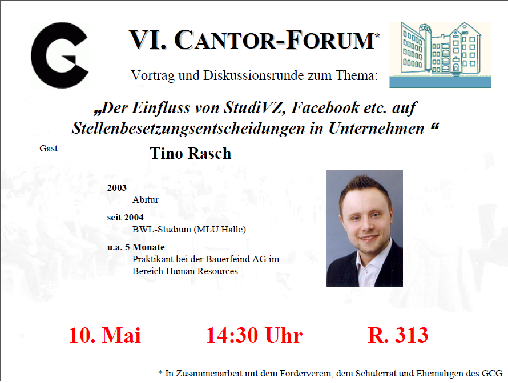 VI. CANTOR-FORUM*
Vortrag und Diskussionsrunde zum Thema:
„Der Einfluss von StudiVZ, Facebook etc. auf
Stellenbesetzungsentscheidungen in Unternehmen “
Gast
Tino Rasch
2003
Abitur
seit 2004
BWL-Studium (MLU Halle)
u.a. 5 Monate
Praktikant bei der Bauerfeind AG im
Bereich Human Resources
10. Mai 14:30 Uhr R. 313
* In Zusammenarbeit mit dem Förderverein, dem Schulerrat und Ehemaligen des GCG